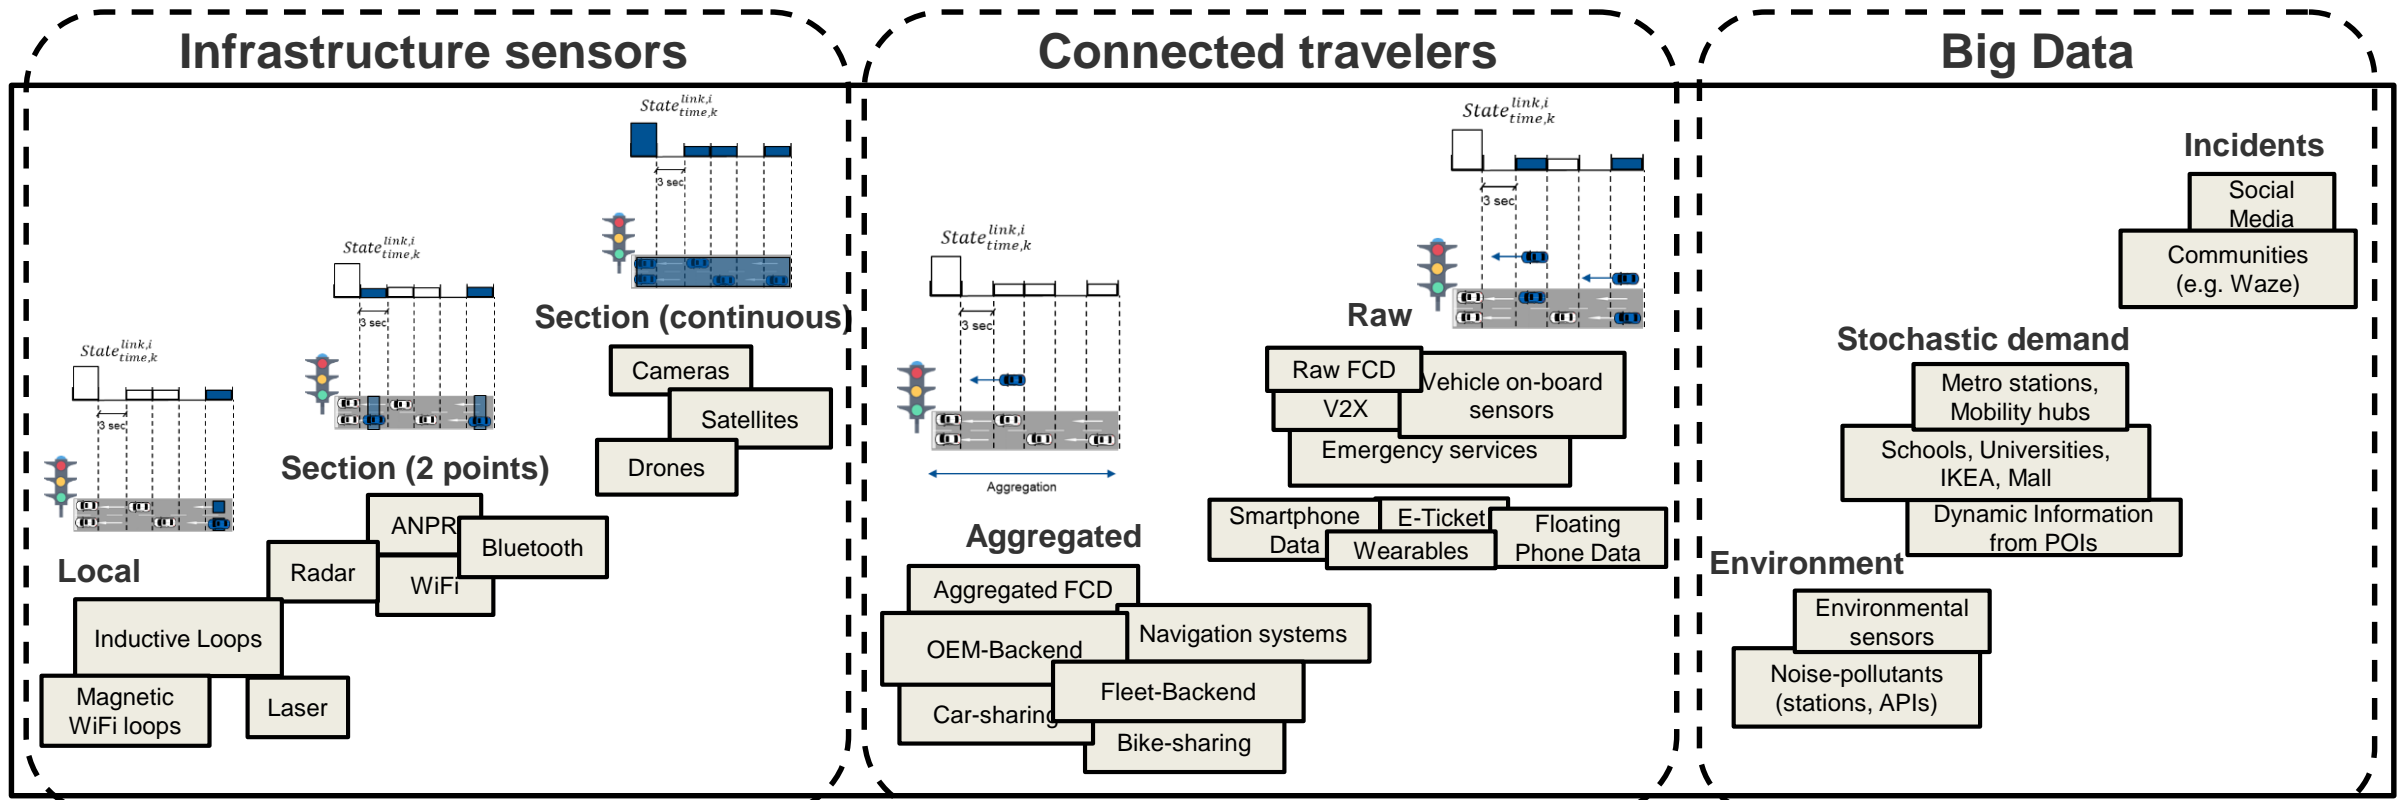 Infrastructure sensors
Connected travelers
Big Data
State^{link,i}_{time,k}
3 sec
Local
Inductive Loops
Magnetic
WiFi loops
Laser
State^{link,i}_{time,k}
3 sec
Section (2 points)
ANPR
Bluetooth
Radar
WiFi
State^{link,i}_{time,k}
3 sec
Section (continuous)
Cameras
Satellites
Drones
State^{link,i}_{time,k}
3 sec
Aggregation
Aggregated
Aggregated FCD
Navigation systems
OEM-Backend
Fleet-Backend
Car-sharing
Bike-sharing
State^{link,i}_{time,k}
3 sec
Raw
Raw FCD
Vehicle on-board
sensors
V2X
Emergency services
Smartphone
Data
E-Ticket
Wearables
Floating
Phone Data
Incidents
Social
Media
Communities
(e.g. Waze)
Stochastic demand
Metro stations,
Mobility hubs
Schools, Universities,
IKEA, Mall
Dynamic Information
from POIs
Environment
Environmental
sensors
Noise-pollutants
(stations, APIs)